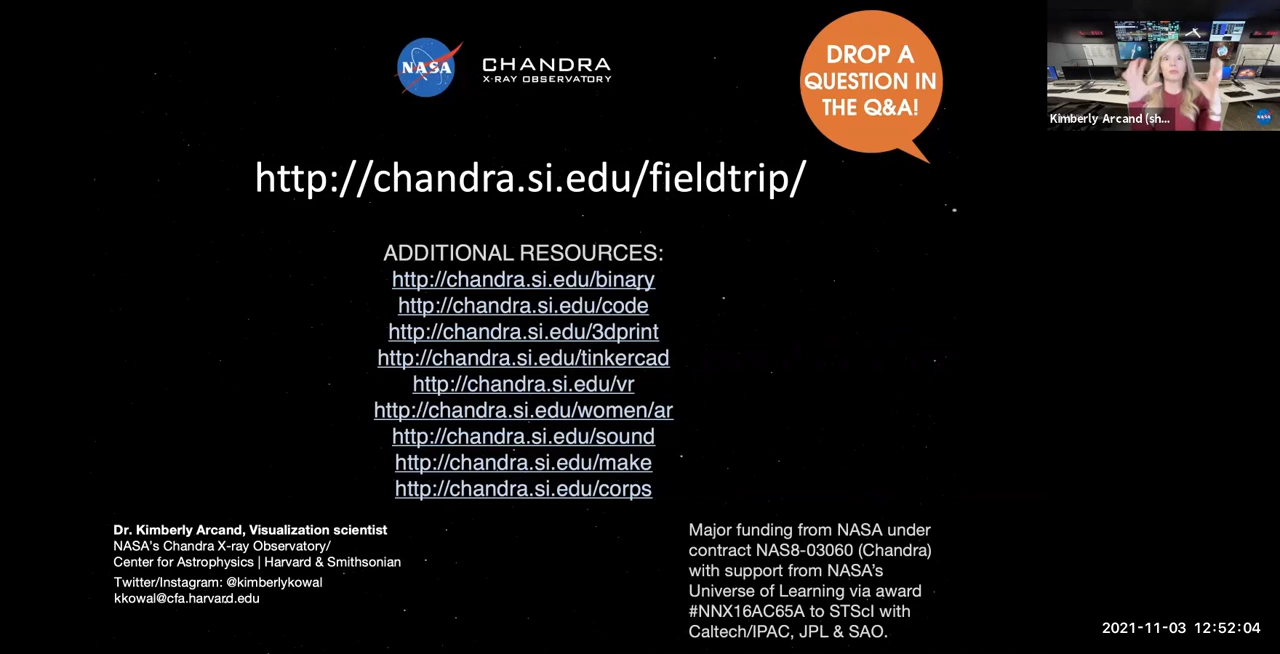 NASA
CHANDRA
X-RAY OBSERVATORY
DROP A
QUESTION IN
THE Q&A!
Kimberly Arcand (sh...
NASA
http://chandra.si.edu/fieldtrip/
ADDITIONAL RESOURCES:
http://chandra.si.edu/binary
http://chandra.si.edu/code
http://chandra.si.edu/3dprint
http://chandra.si.edu/tinkercad
http://chandra.si.edu/vr
http://chandra.si.edu/women/ar
http://chandra.si.edu/sound
http://chandra.si.edu/make
http://chandra.si.edu/corps
Dr. Kimberly Arcand, Visualization scientist
NASA's Chandra X-ray Observatory/
Center for Astrophysics | Harvard & Smithsonian
Twitter/Instagram: @kimberlykowal
kkowal@cfa.harvard.edu
Major funding from NASA under
contract NAS8-03060 (Chandra)
with support from NASA's
Universe of Learning via award
#NNX16AC65A to STScI with
Caltech/IPAC, JPL & SAO.
2021-11-03 12:52:04